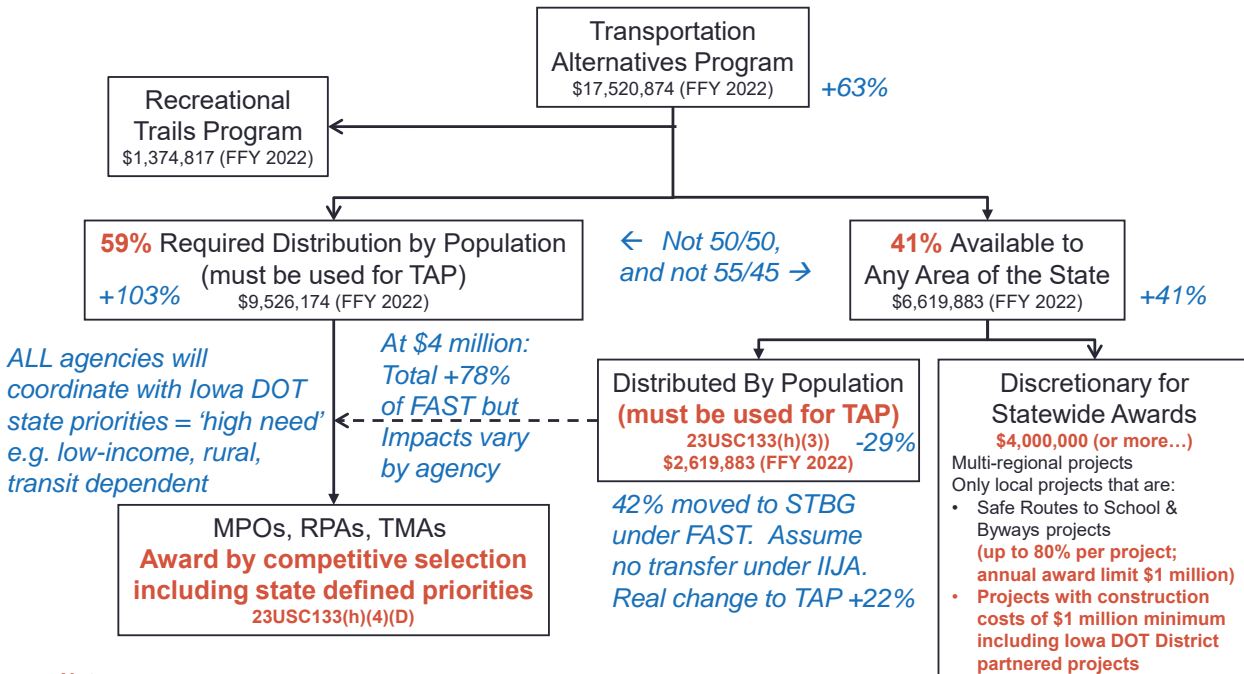 Transportation
Alternatives Program
$17,520,874 (FFY 2022)
+63%
Recreational
Trails Program
$1,374,817 (FFY 2022)
59% Required Distribution by Population
(must be used for TAP)
$9,526,174 (FFY 2022)
+103%
← Not 50/50,
and not 55/45 →
41% Available to
Any Area of the State
$6,619,883 (FFY 2022)
+41%
ALL agencies will
coordinate with Iowa DOT
state priorities = ‘high need’
e.g. low-income, rural,
transit dependent
At $4 million:
Total +78%
of FAST but
Impacts vary
by agency
Distributed By Population
(must be used for TAP)
23USC133(h)(3))
-29%
$2,619,883 (FFY 2022)
42% moved to STBG
under FAST. Assume
no transfer under IIJA.
Real change to TAP +22%
Discretionary for
Statewide Awards
$4,000,000 (or more…)
Multi-regional projects
Only local projects that are:
• Safe Routes to School &
Byways projects
(up to 80% per project;
annual award limit $1 million)
• Projects with construction
costs of $1 million minimum
including Iowa DOT District
partnered projects
MPOs, RPAs, TMAs
Award by competitive selection
including state defined priorities
23USC133(h)(4)(D)